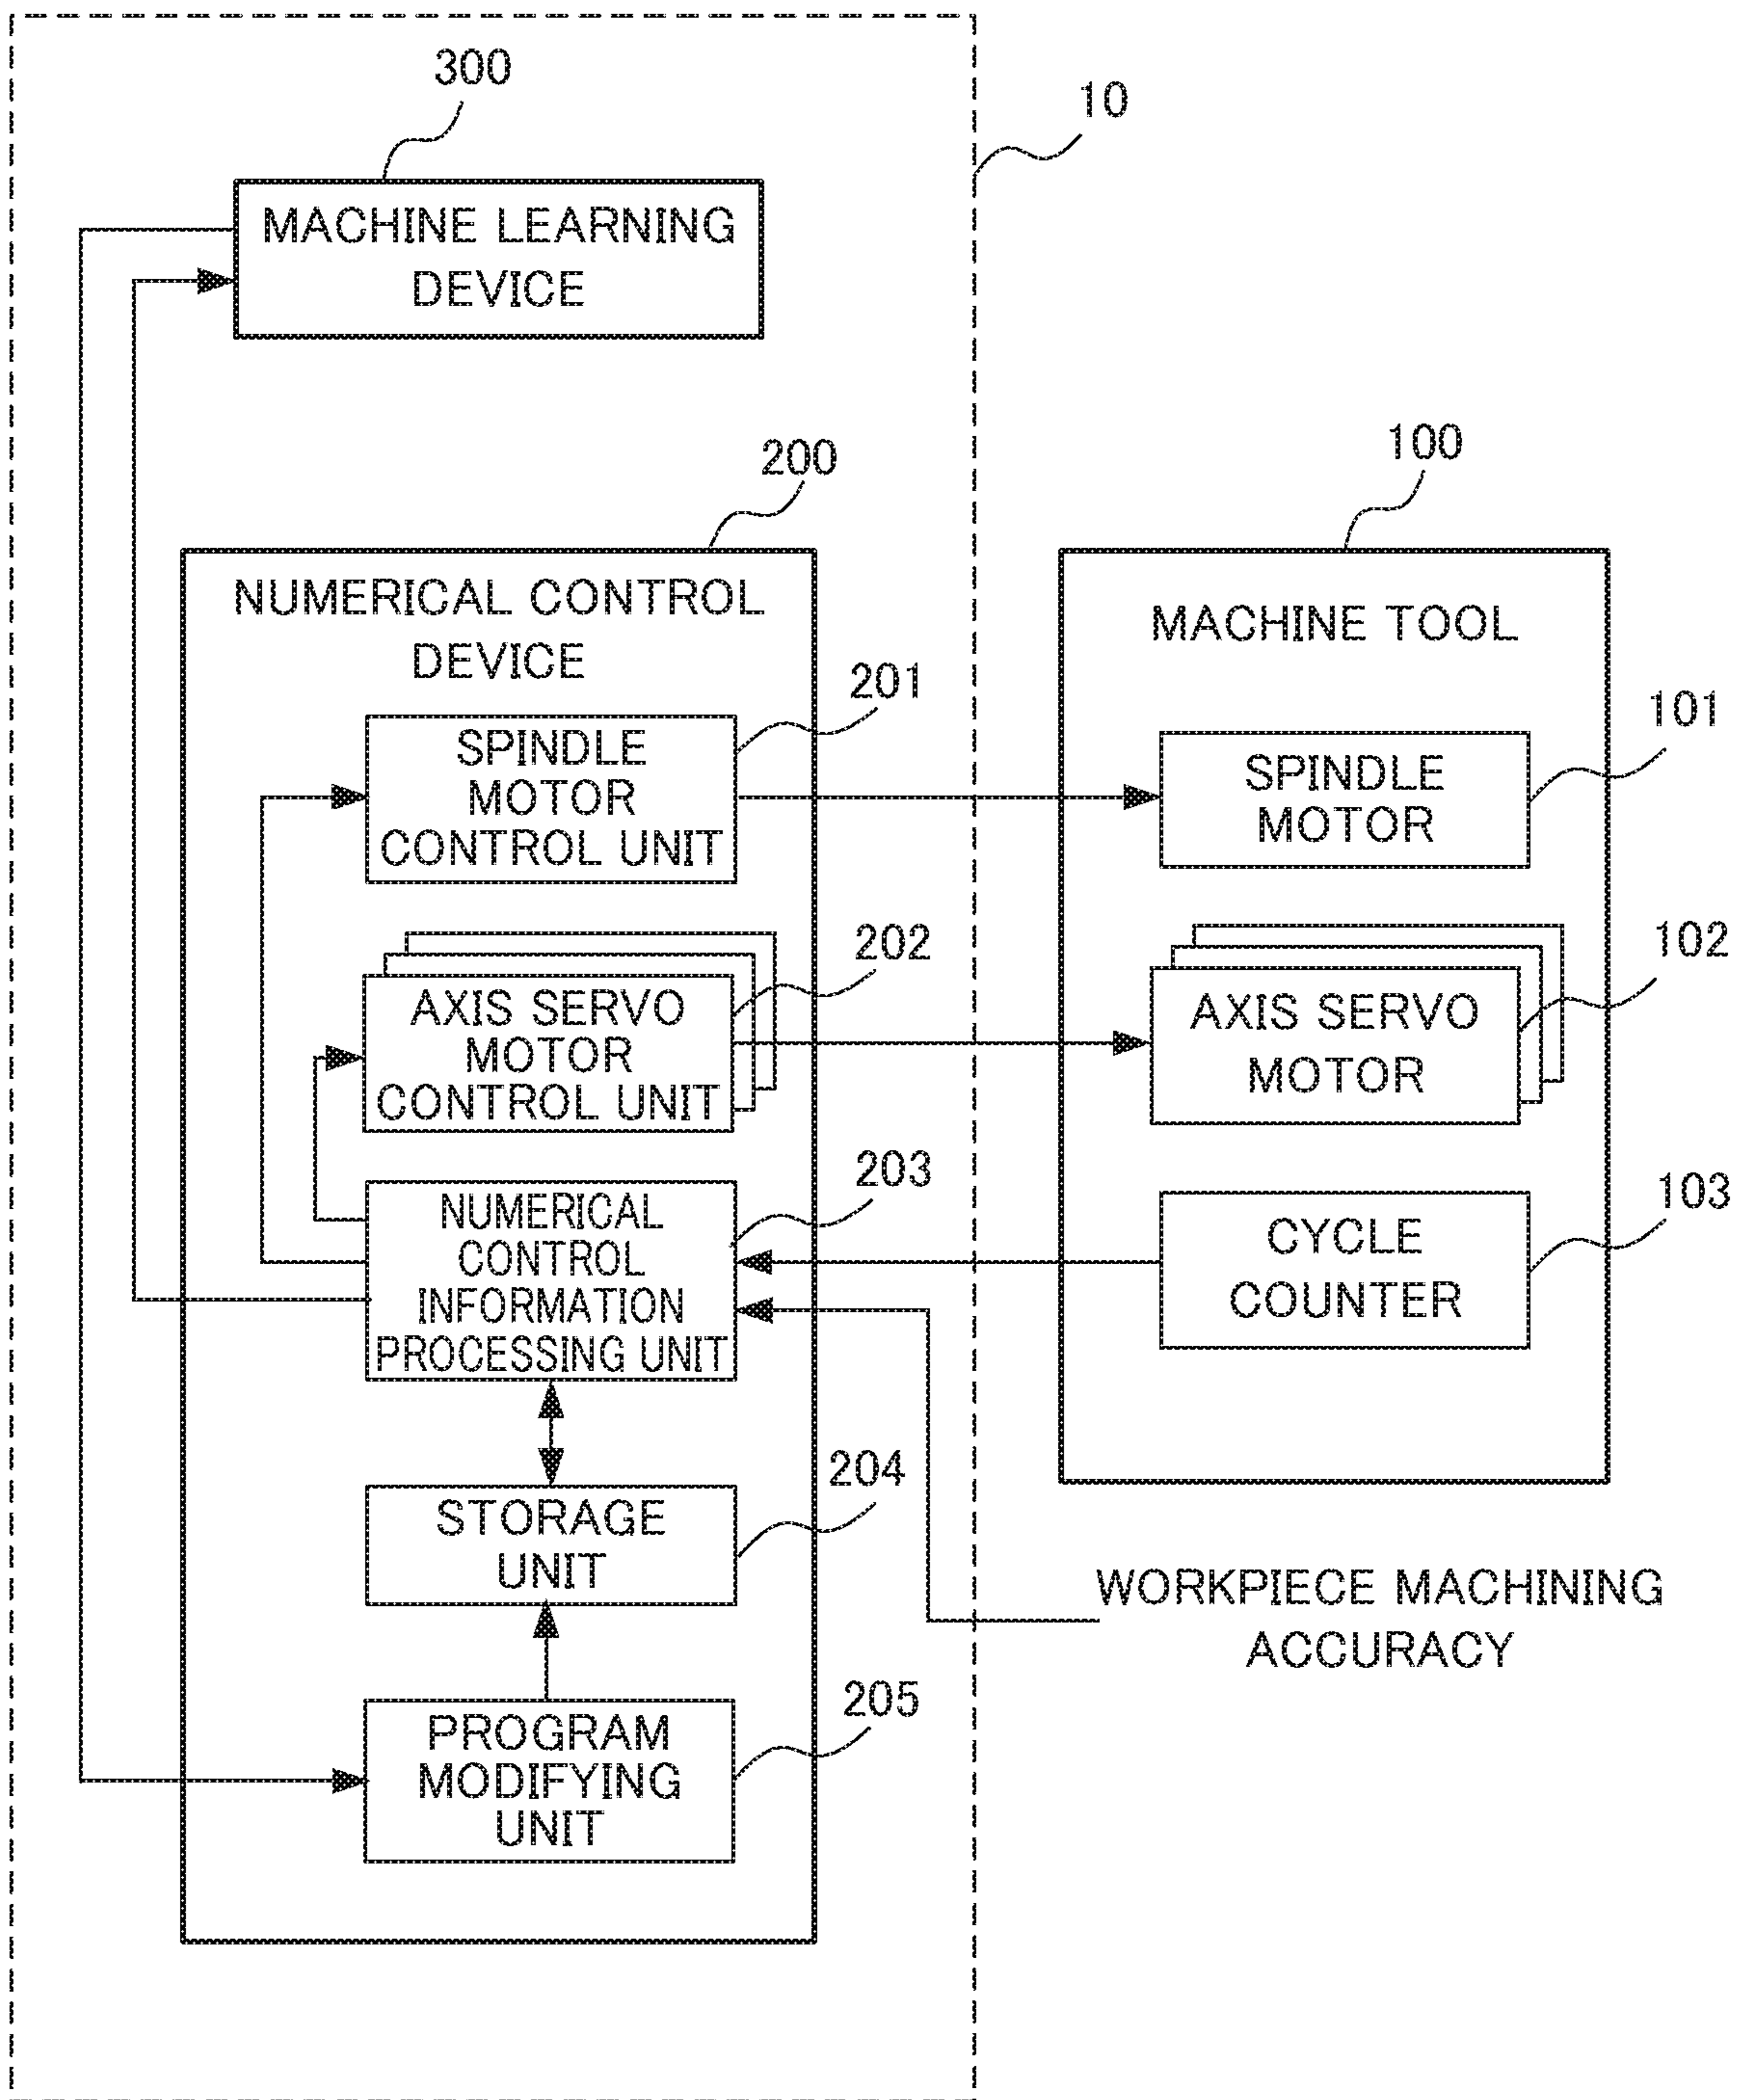 300
10
MACHINE LEARNING
DEVICE
200
100
NUMERICAL CONTROL
DEVICE
MACHINE TOOL
201
101
SPINDLE
MOTOR
CONTROL UNIT
SPINDLE
MOTOR
202
102
AXIS SERVO
MOTOR
CONTROL UNIT
AXIS SERVO
MOTOR
203
103
NUMERICAL
CONTROL
INFORMATION
PROCESSING UNIT
CYCLE
COUNTER
204
STORAGE
UNIT
WORKPIECE MACHINING
ACCURACY
205
PROGRAM
MODIFYING
UNIT